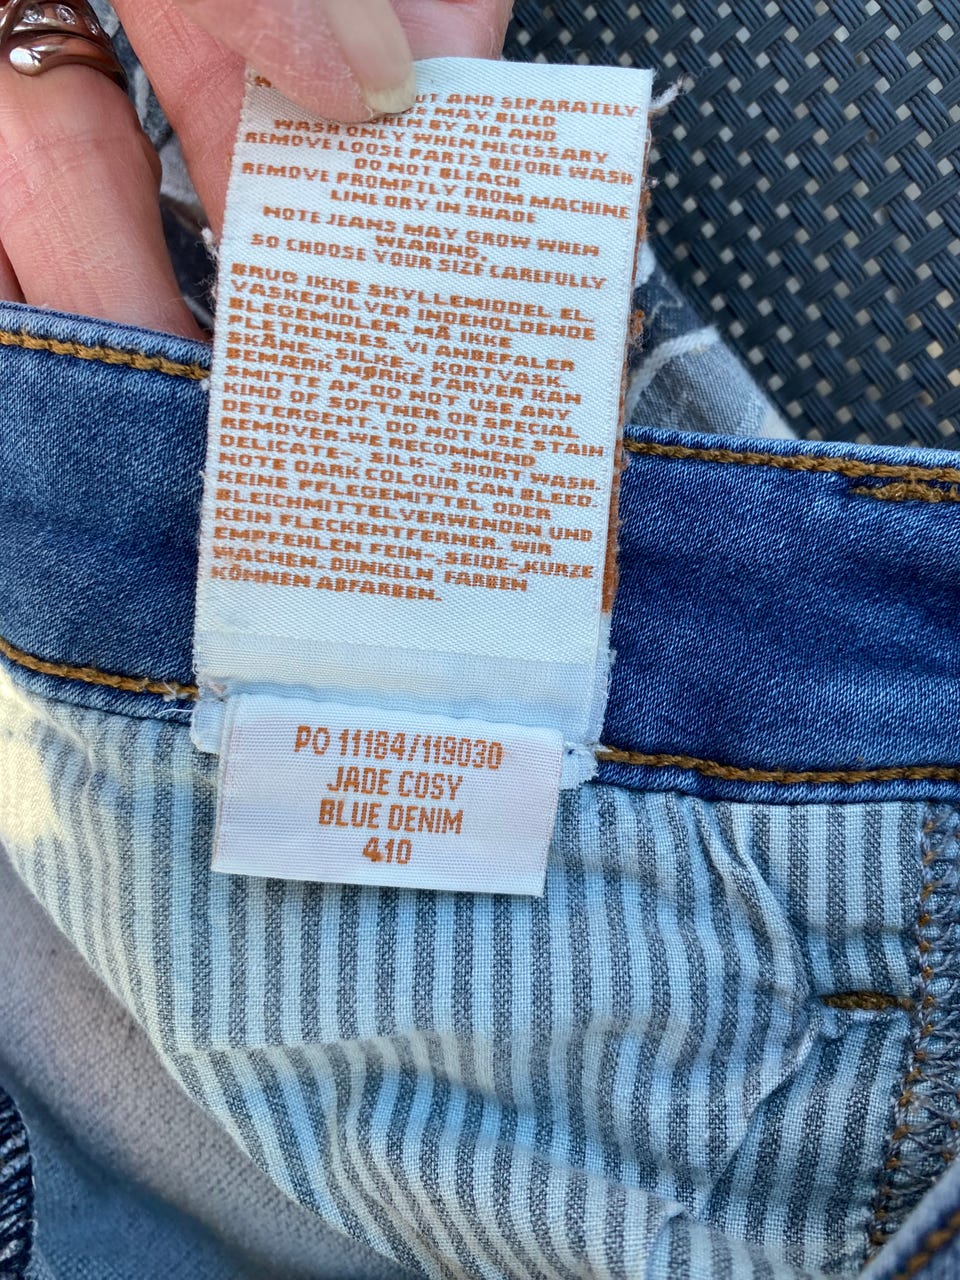 UT AND SEPARATELY
MAY BLEED
BY AIR AND
WASH ONLY WHEN NECESSARY
REMOVE LOOSE PARTS BEFORE WASH
DO NOT BLEACH
REMOVE PROMPTLY FROM MACHINE
LINE DRY IN SHADE
NOTE JEANS MAY GROW WHEN
WEARING,
SO CHOOSE YOUR SIZE CAREFULLY
BRUG IKKE SKYLLEMIDDEL EL.
VASKEPULVER INDEHOLDENDE
BLEGEMIDLER. MÅ IKKE
PLETRENSES. VI ANBEFALER
SKÅNE-,SILKE-, KORTVASK.
BEMÆRK MØRKE FARVER KAN
SMITTE AF.DO NOT USE ANY
KIND OF SOFTNER OR SPECIAL
DETERGENT. DO NOT USE STAIN
REMOVER.WE RECOMMEND
DELICATE-, SILK-, SHORT WASH.
NOTE DARK COLOUR CAN BLEED.
KEINE PFLEGEMITTEL ODER
BLEICHMITTELVERWENDEN UND
KEIN FLECKENTFERNER. WIR
EMPFEHLEN FEIN-,SEIDE-,KURZE
WACHEN. DUNKELN FARBEN
KÖNNEN ABFARBEN.
PO 11184/119030
JADE COSY
BLUE DENIM
410